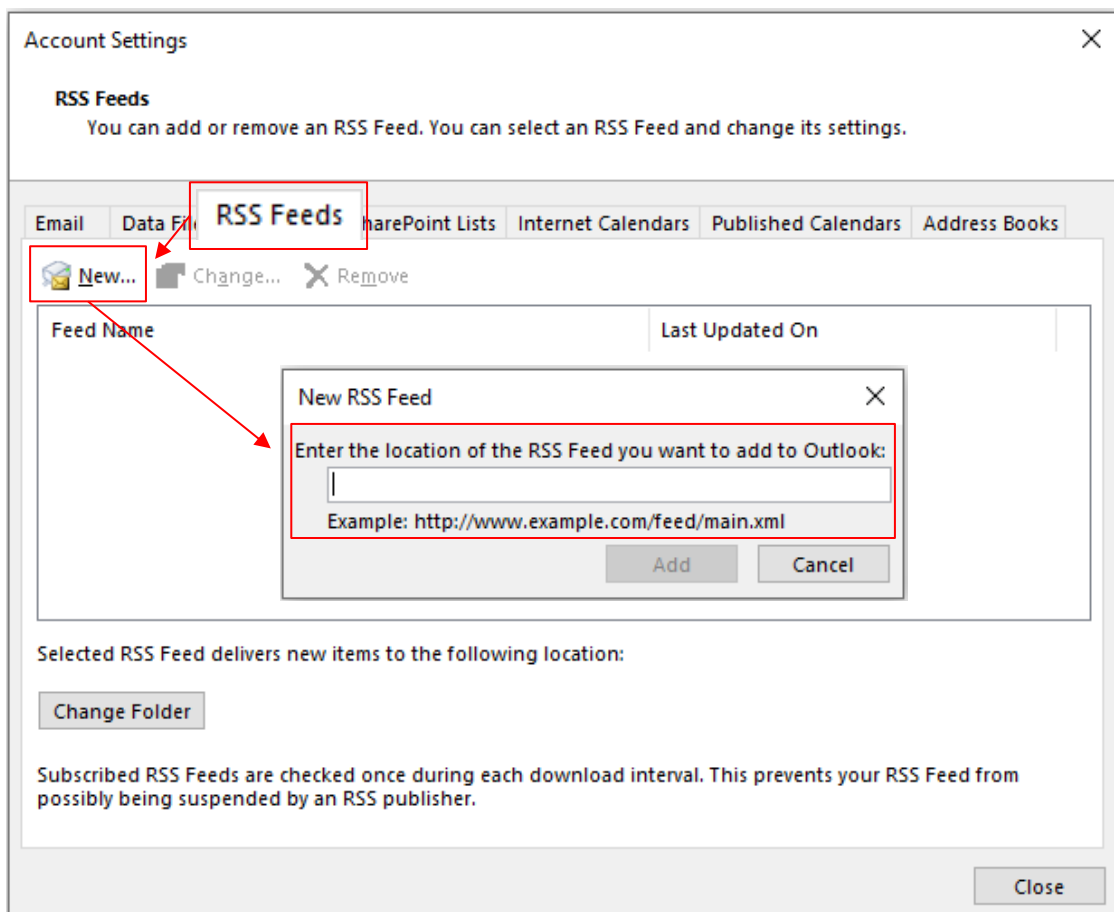 Account Settings
RSS Feeds
You can add or remove an RSS Feed. You can select an RSS Feed and change its settings.
Email Data Fil RSS Feeds harePoint Lists Internet Calendars Published Calendars Address Books
New... Change... Remove
Feed Name Last Updated On
New RSS Feed
Enter the location of the RSS Feed you want to add to Outlook:
Example: http://www.example.com/feed/main.xml
Add Cancel
Selected RSS Feed delivers new items to the following location:
Change Folder
Subscribed RSS Feeds are checked once during each download interval. This prevents your RSS Feed from
possibly being suspended by an RSS publisher.
Close